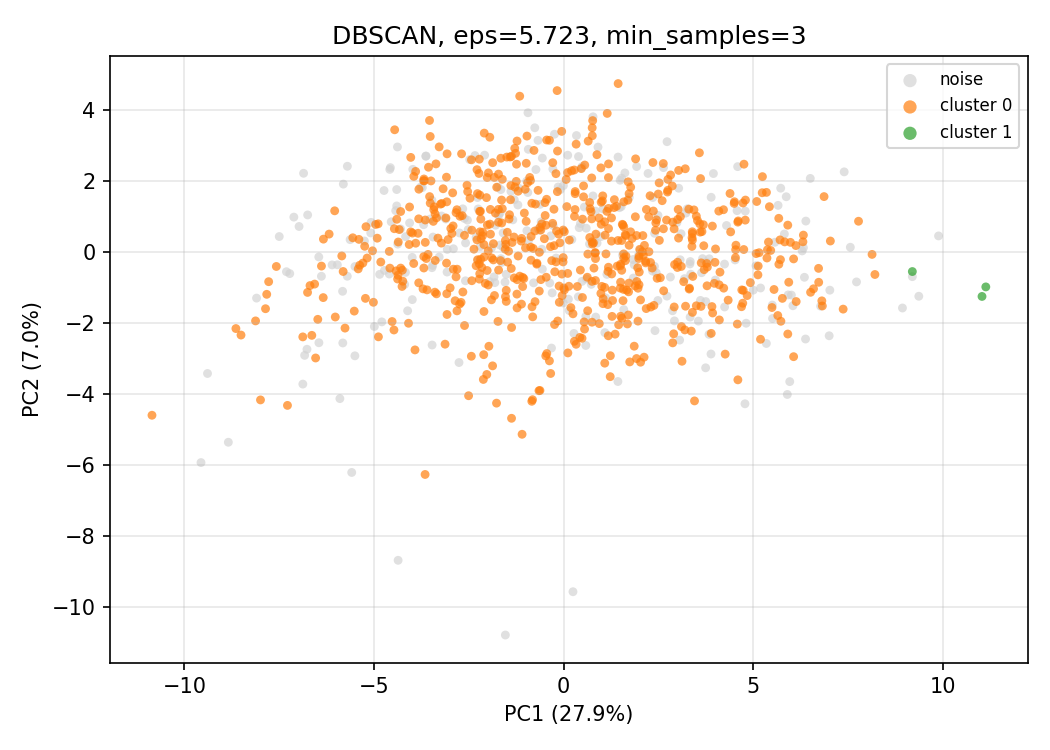 DBSCAN, eps=5.723, min_samples=3
noise
cluster 0
cluster 1
4
2
0
−2
−4
−6
−8
−10
PC2 (7.0%)
−10
−5
0
5
10
PC1 (27.9%)